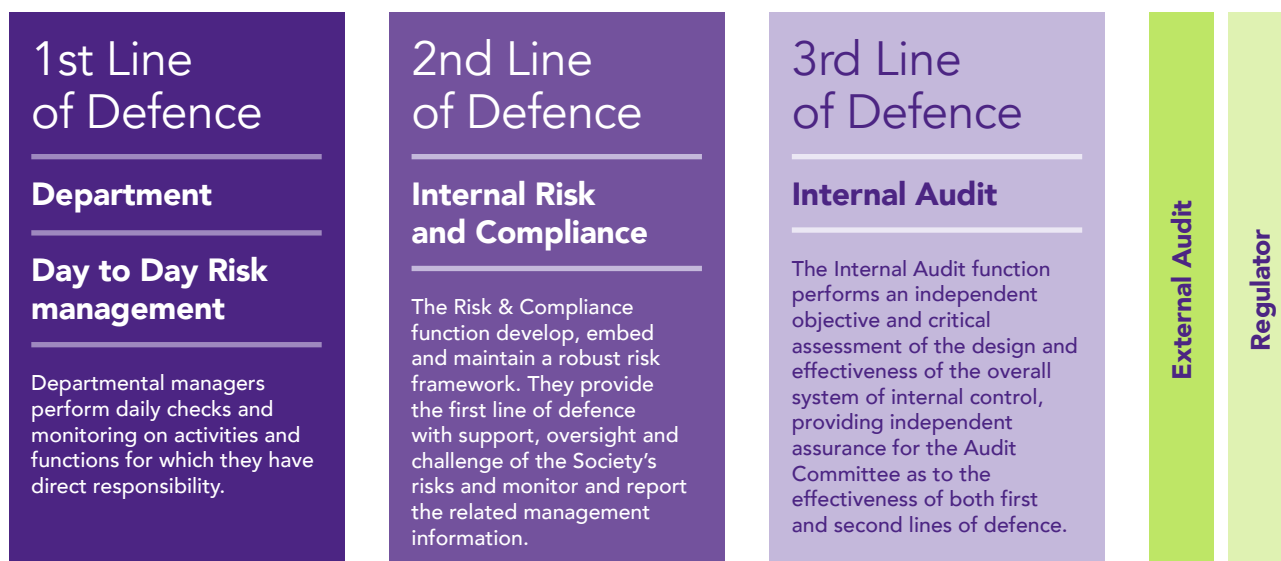 1st Line
of Defence
Department
Day to Day Risk
management
Departmental managers
perform daily checks and
monitoring on activities and
functions for which they have
direct responsibility.
2nd Line
of Defence
Internal Risk
and Compliance
The Risk & Compliance
function develop, embed
and maintain a robust risk
framework. They provide
the first line of defence
with support, oversight and
challenge of the Society’s
risks and monitor and report
the related management
information.
3rd Line
of Defence
Internal Audit
The Internal Audit function
performs an independent
objective and critical
assessment of the design and
effectiveness of the overall
system of internal control,
providing independent
assurance for the Audit
Committee as to the
effectiveness of both first
and second lines of defence.
External Audit
Regulator